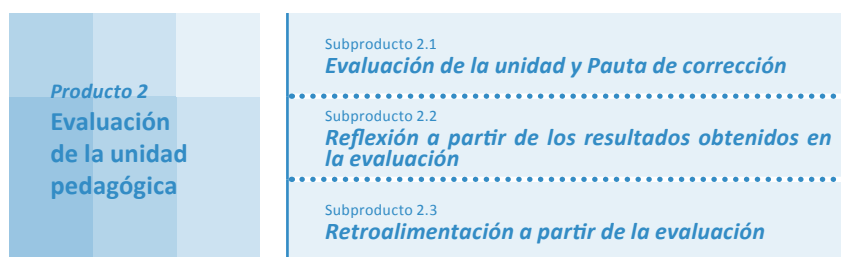 Producto 2
Evaluación
de la unidad
pedagógica
Subproducto 2.1
Evaluación de la unidad y Pauta de corrección
Subproducto 2.2
Reflexión a partir de los resultados obtenidos en
la evaluación
Subproducto 2.3
Retroalimentación a partir de la evaluación